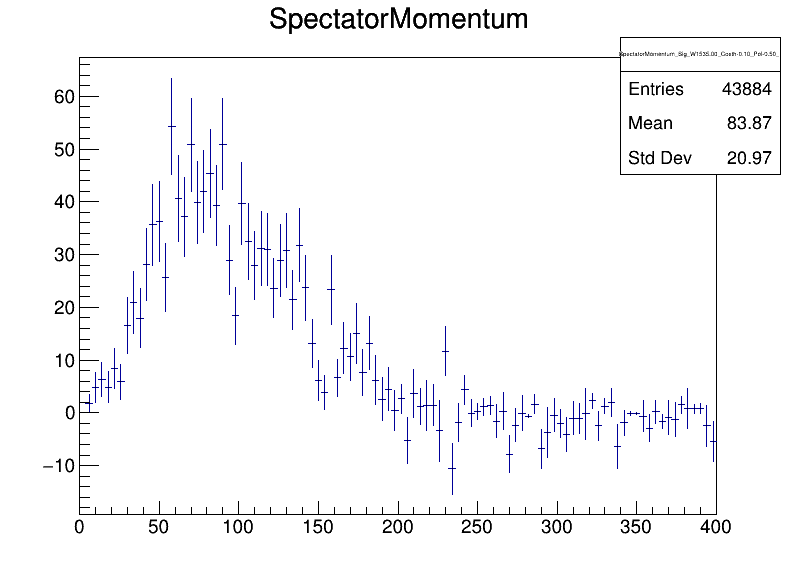 SpectatorMomentum
SpectatorMomentum_Sig_W1535.00_Costh-0.10_Pol-0.50_
Entries 43884
Mean 83.87
Std Dev 20.97
60
50
40
30
20
10
0
−10
0 50 100 150 200 250 300 350 400